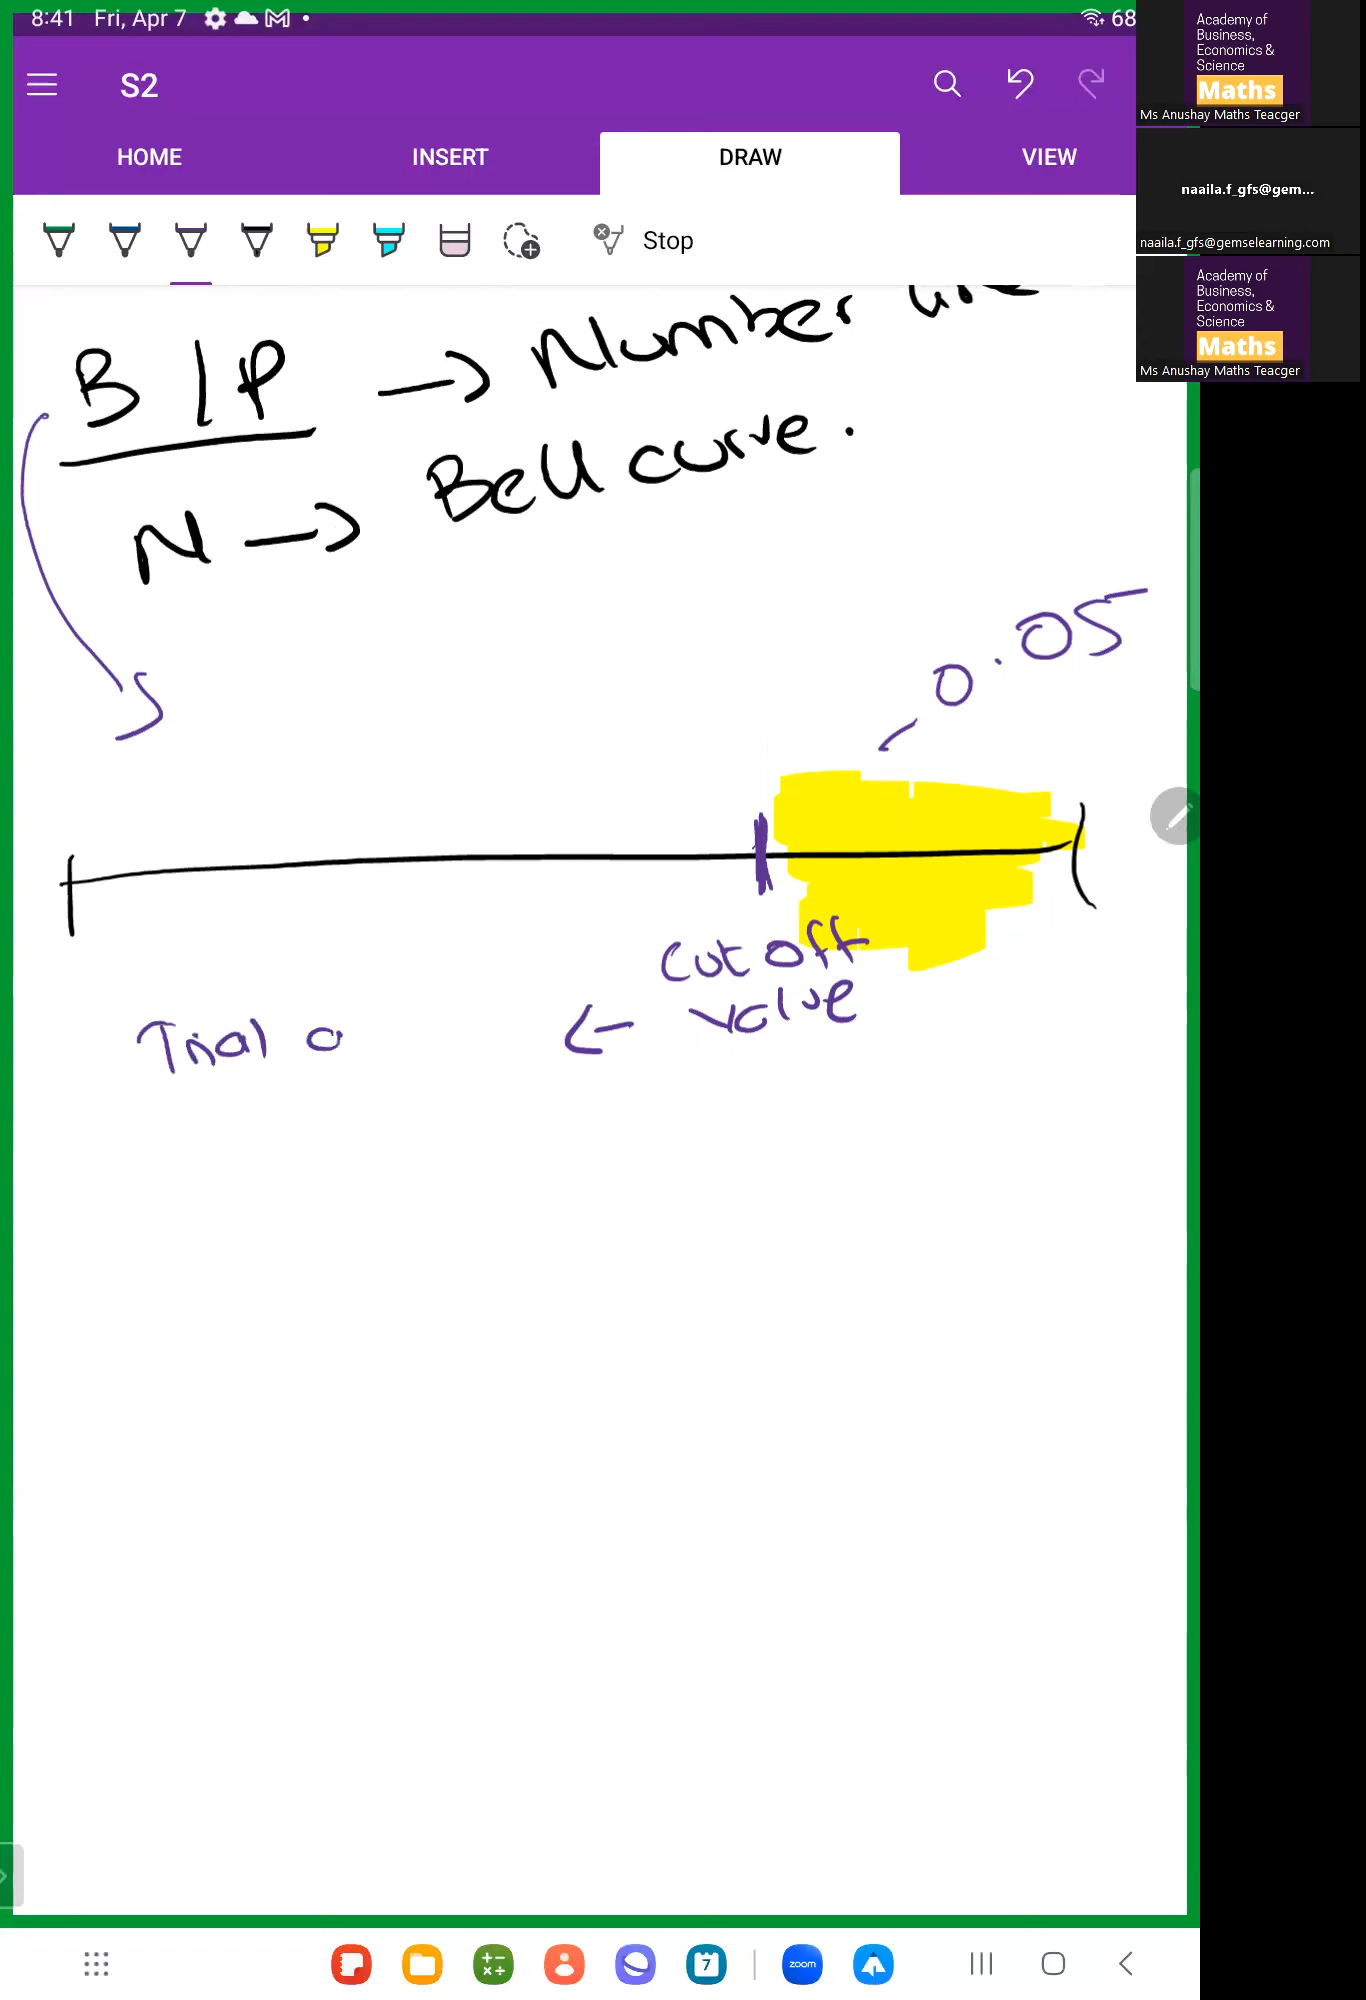 8:41 Fri, Apr 7 68
S2
HOME INSERT DRAW VIEW
Stop
Academy of
Business,
Economics &
Science
Maths
Ms Anushay Maths Teacger
naaila.f_gfs@gem...
naaila.f_gfs@gemselearning.com
Academy of
Business,
Economics &
Science
Maths
Ms Anushay Maths Teacger
B / P → Number line
N → Bell curve.
0.05
cut off
value
Trial o ←
7
zoom